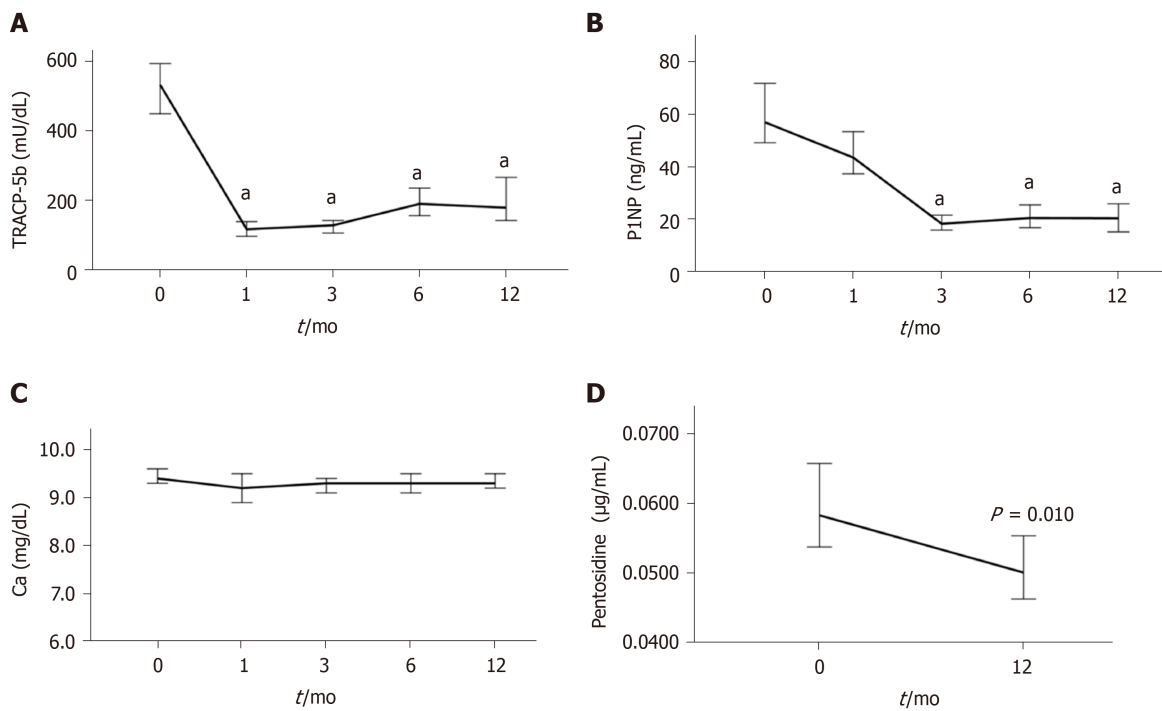 A
TRACP-5b (mU/dL)
600
400
200
0
a
a
a
a
0 1 3 6 12
t/mo
B
P1NP (ng/mL)
80
60
40
20
0
a
a
a
0 1 3 6 12
t/mo
C
Ca (mg/dL)
10.0
9.0
8.0
7.0
6.0
0 1 3 6 12
t/mo
D
Pentosidine (μg/mL)
0.0700
0.0600
0.0500
0.0400
P = 0.010
0 12
t/mo